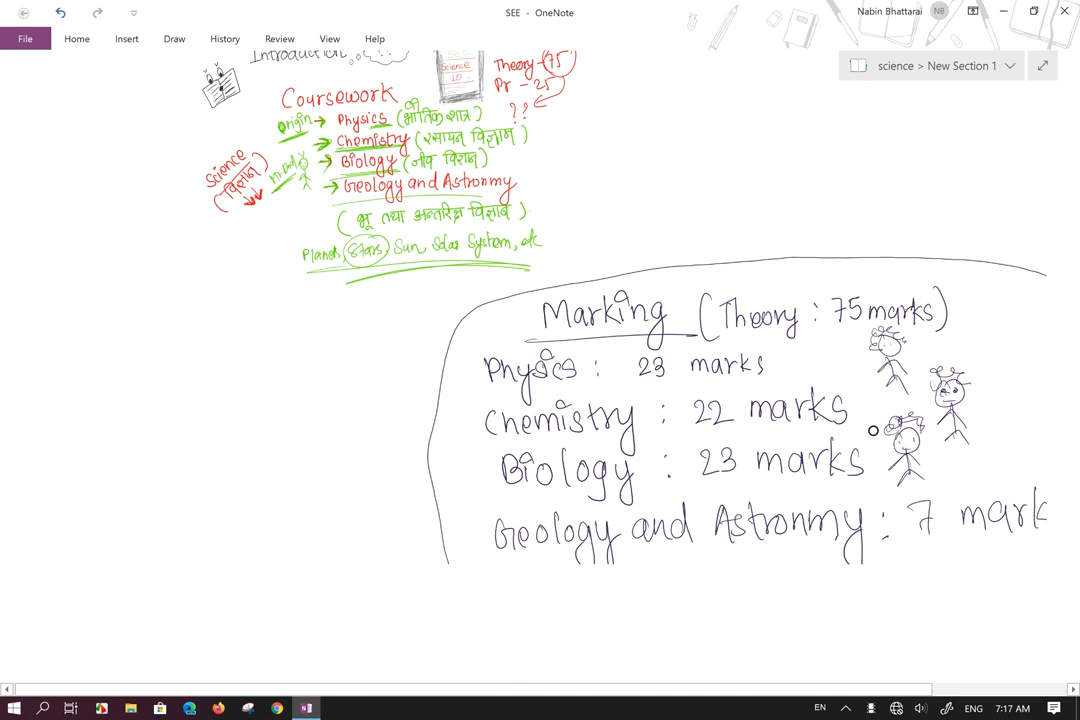 SEE - OneNote
Nabin Bhattarai NB
File Home Insert Draw History Review View Help
science > New Section 1
Introduction
Science
10
Theory - 75
Pr - 25
??
Coursework
origin → Physics (भौतिक शास्त्र)
→ Chemistry (रसायन विज्ञान)
→ Biology (जीव विज्ञान)
→ Geology and Astronmy
(भू तथा अन्तरिक्ष विज्ञान)
Science
(विज्ञान)
Stars, Sun, Solar System, etc
Marking (Theory : 75 marks)
Physics : 23 marks
Chemistry : 22 marks
Biology : 23 marks
Geology and Astronmy : 7 mark
EN ENG 7:17 AM